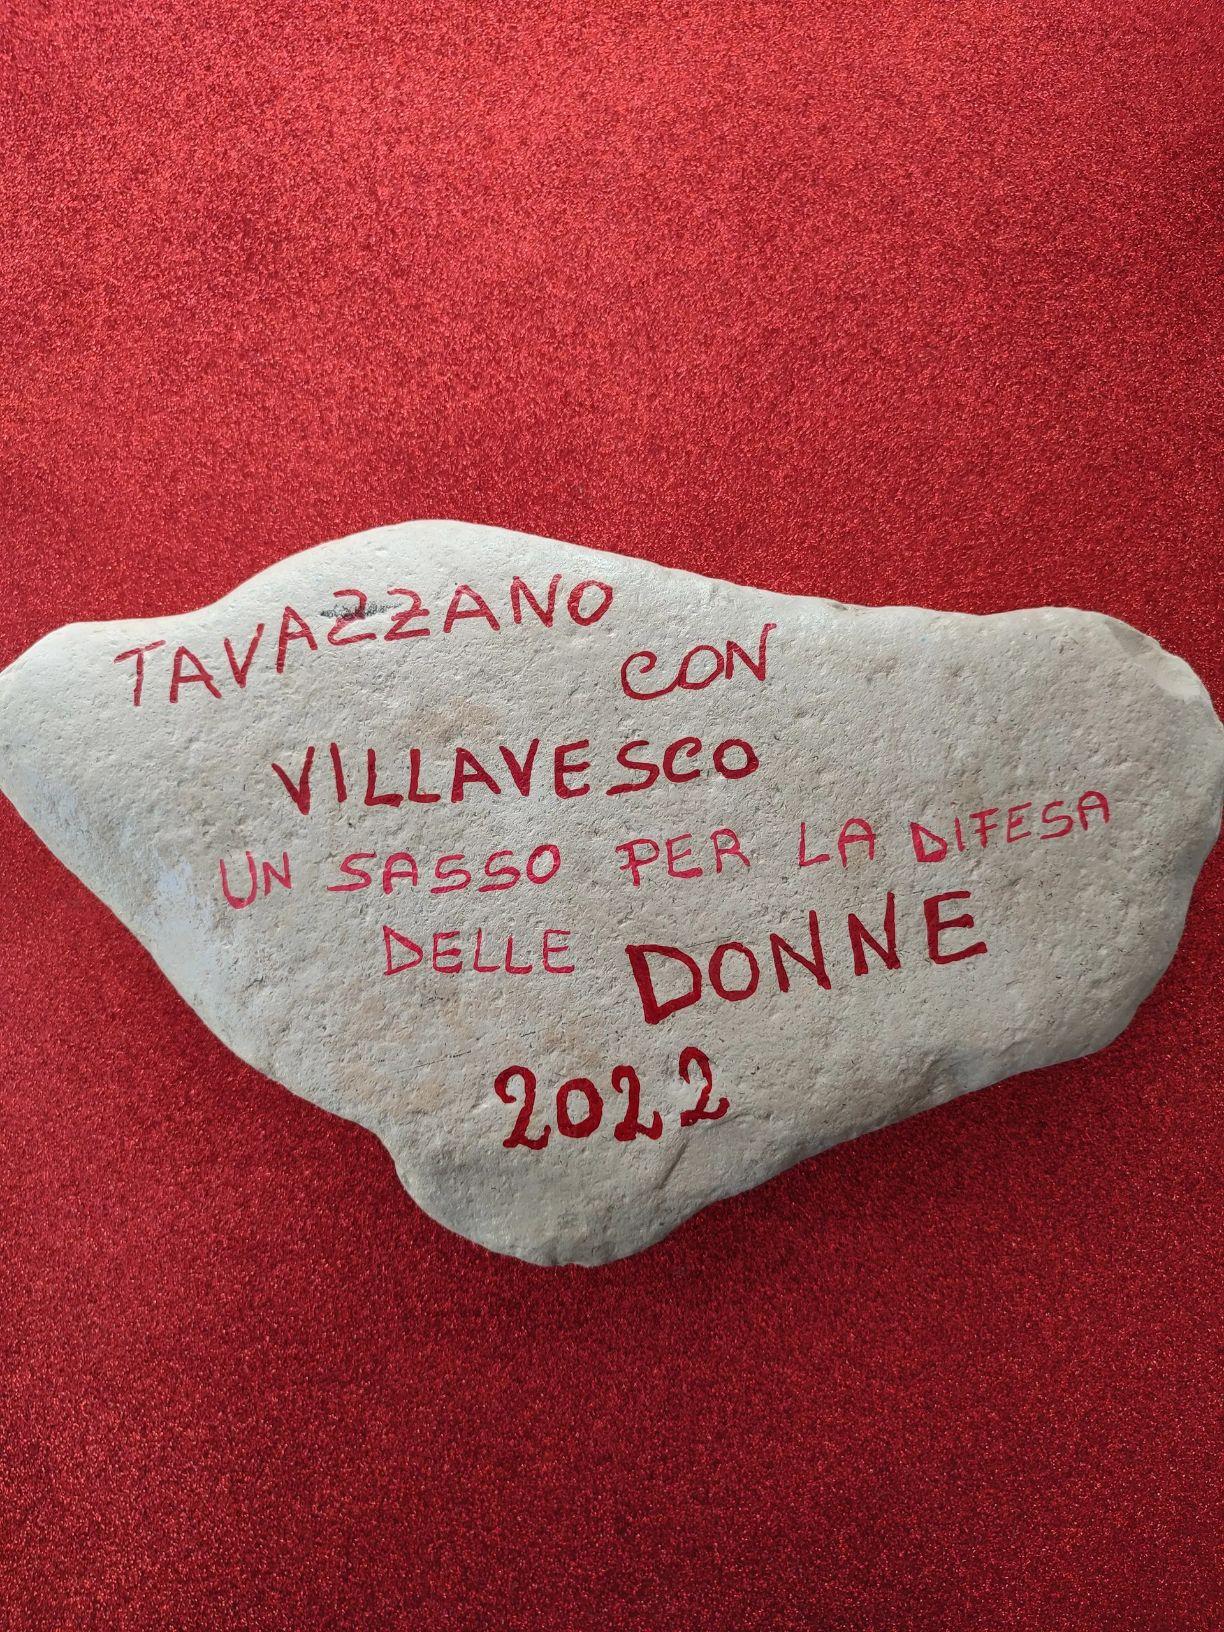 TAVAZZANO
CON
VILLAVESCO
UN SASSO PER LA DIFESA
DELLE DONNE
2022